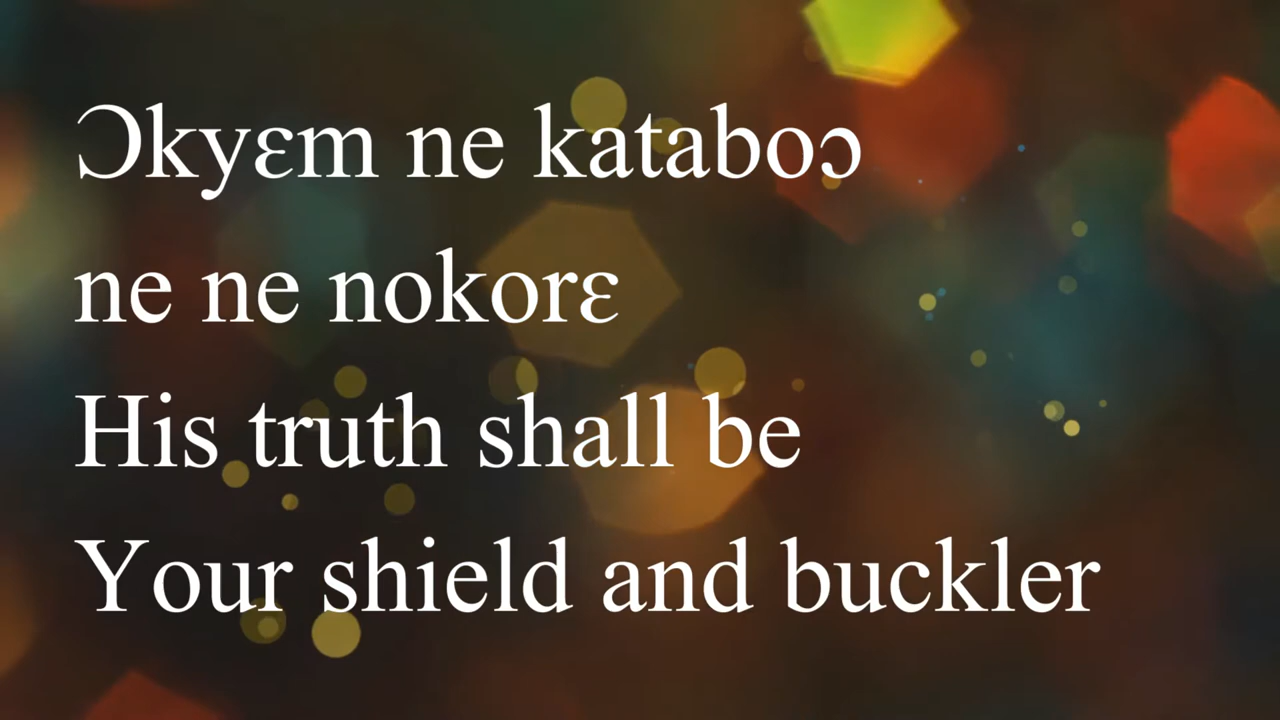 Ɔkyɛm ne kataboɔ
ne ne nokorɛ
His truth shall be
Your shield and buckler